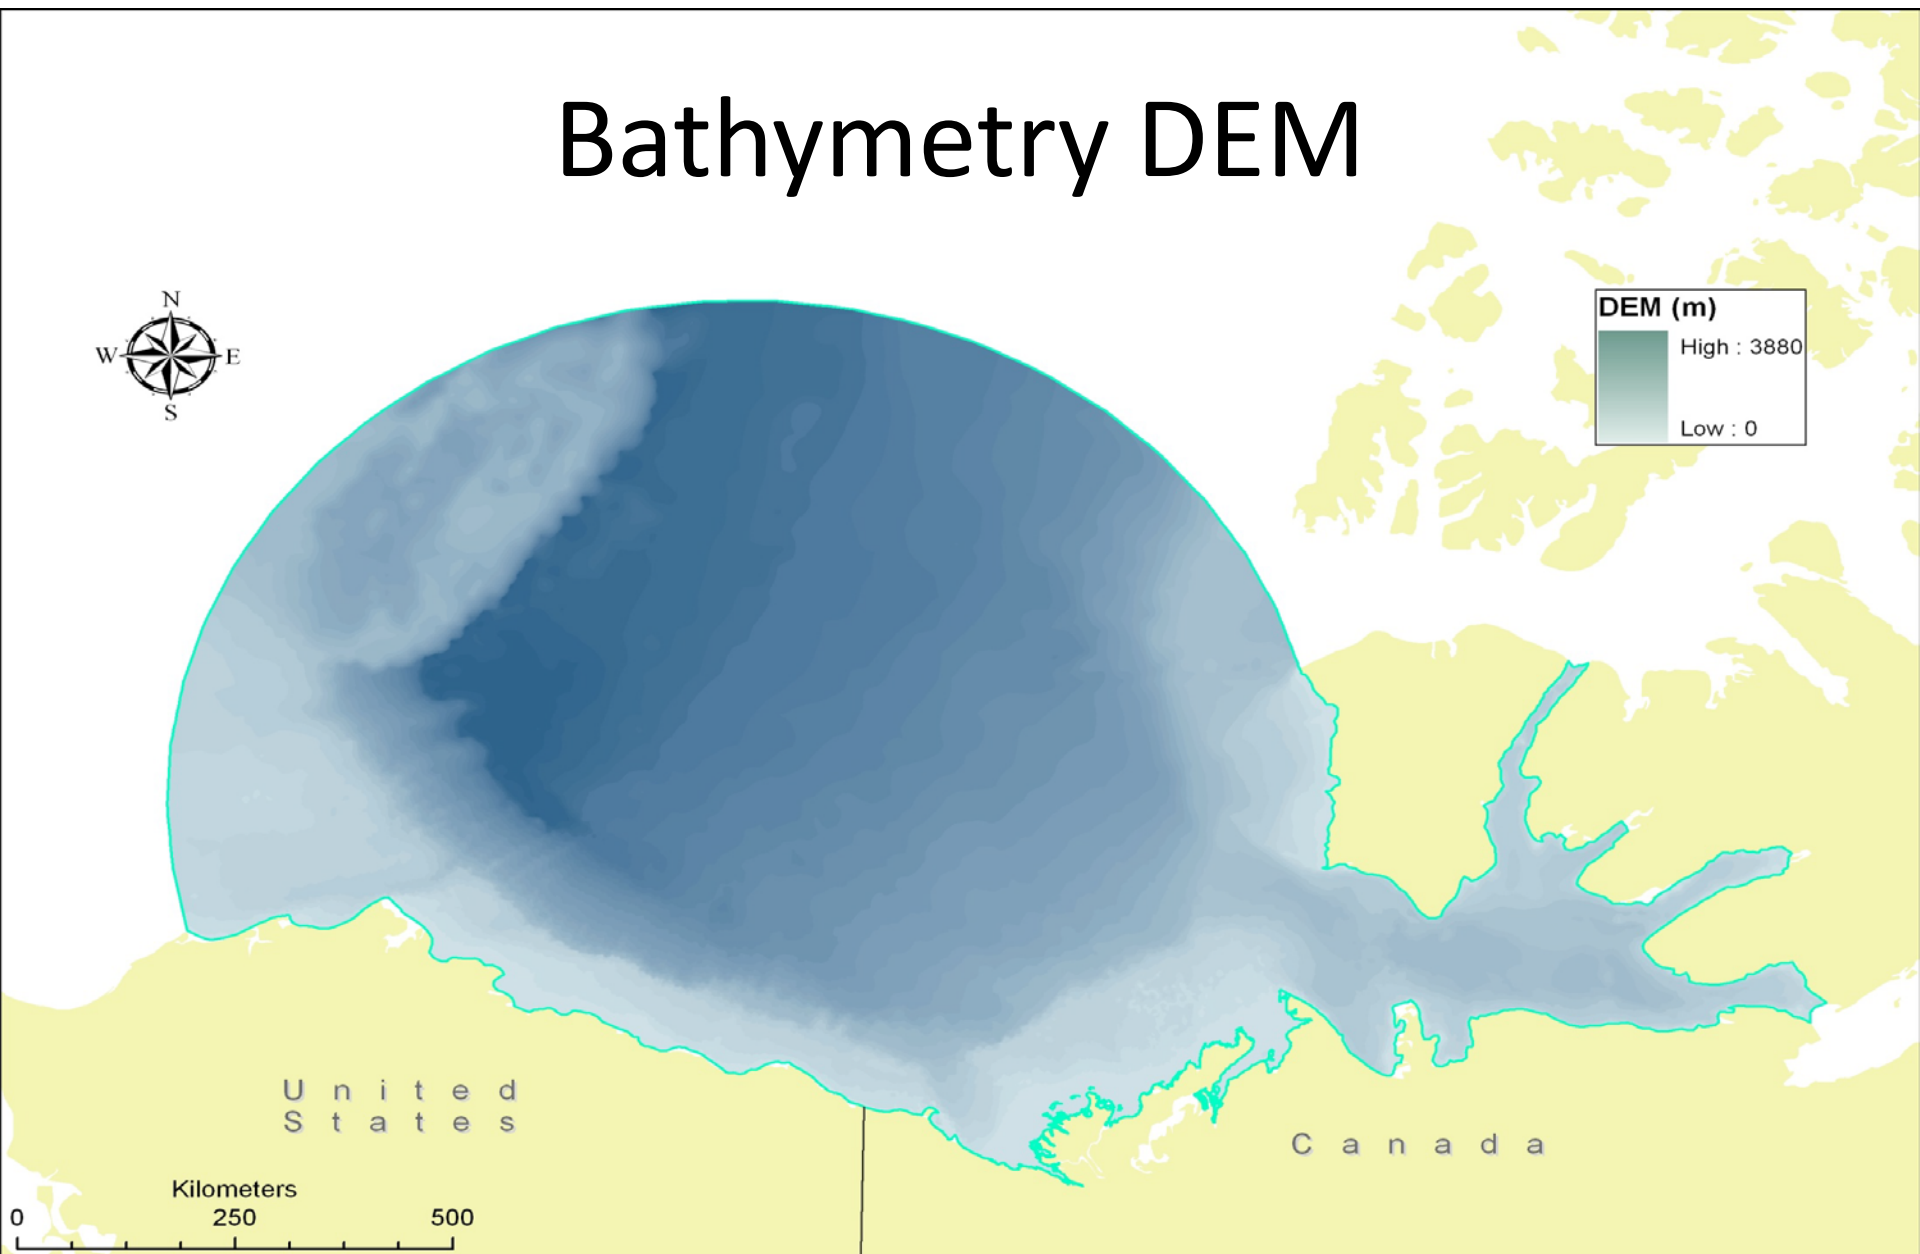 Bathymetry DEM
N
W E
S
DEM (m)
High : 3880
Low : 0
United
States
Canada
Kilometers
0 250 500